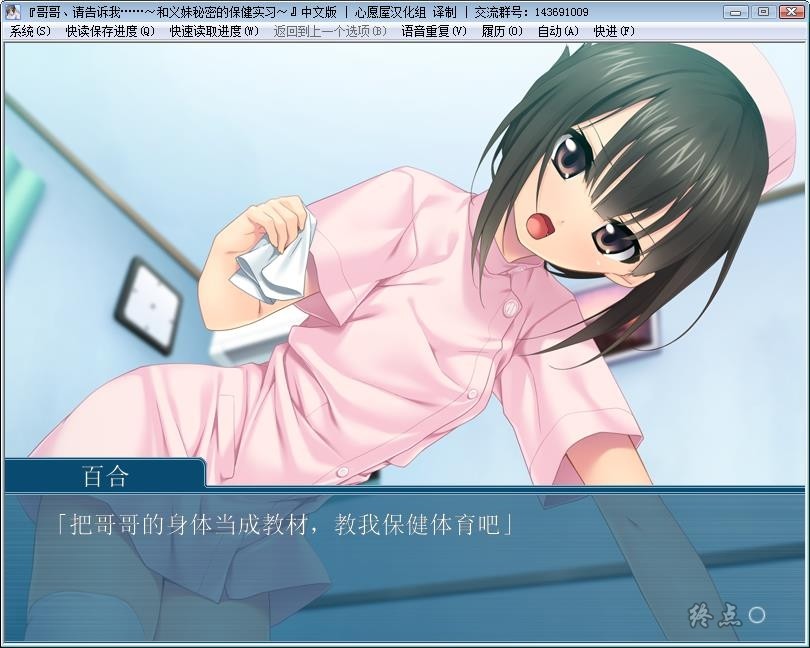 『哥哥、请告诉我……～和义妹秘密的保健实习～』中文版 | 心愿屋汉化组 译制 | 交流群号: 143691009
系统(S) 快读保存进度(Q) 快速读取进度(W) 返回到上一个选项(B) 语音重复(V) 履历(O) 自动(A) 快进(F)
百合
「把哥哥的身体当成教材，教我保健体育吧」
终点